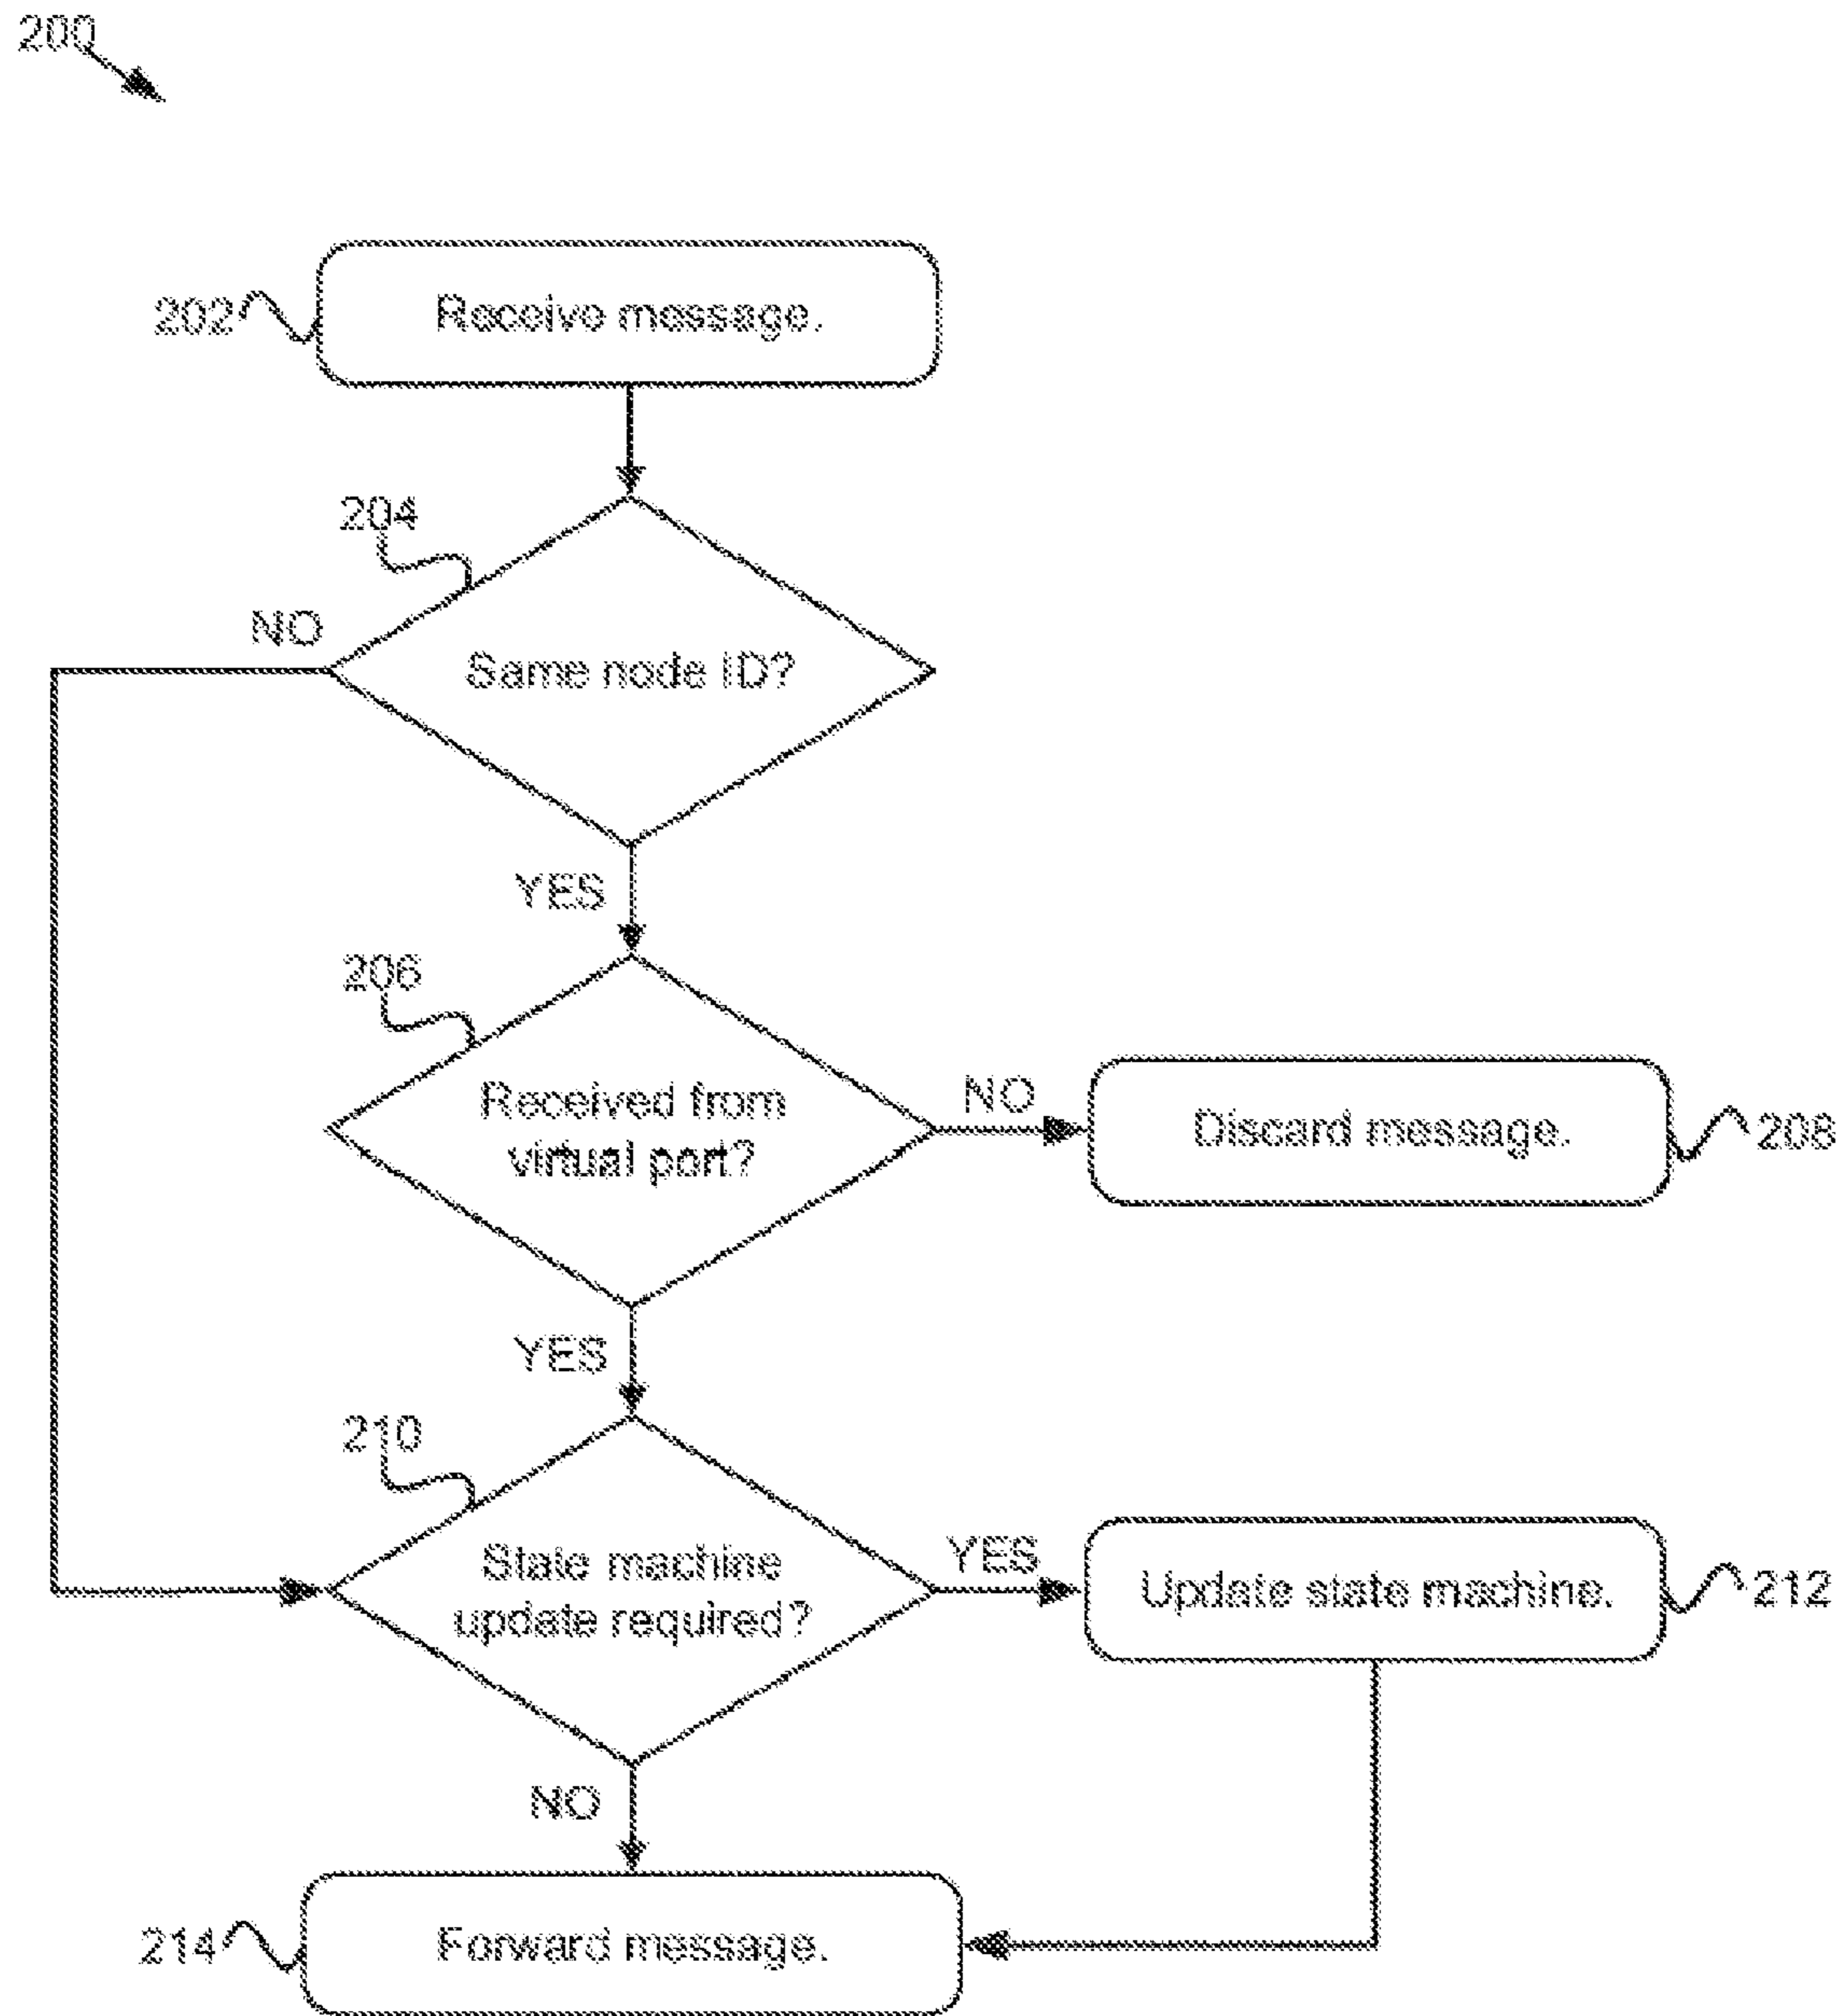 200
202
Receive message.
204
NO
Same node ID?
YES
206
Received from
virtual port?
NO
Discard message.
208
YES
210
State machine
update required?
YES
Update state machine.
212
NO
214
Forward message.